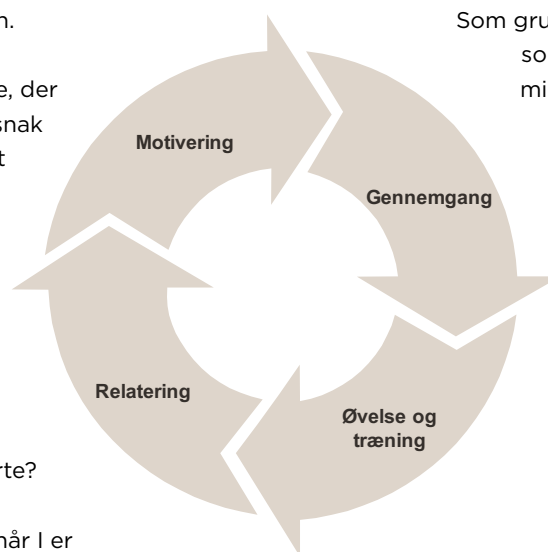 n.
Som gru
so
e, der
mi
snak
Motivering
t
Gennemgang
Relatering
Øvelse og
træning
rte?
når I er